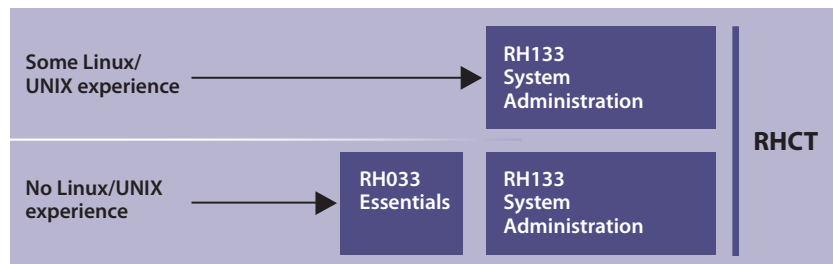 Some Linux/
UNIX experience
RH133
System
Administration
RHCT
No Linux/UNIX
experience
RH033
Essentials
RH133
System
Administration